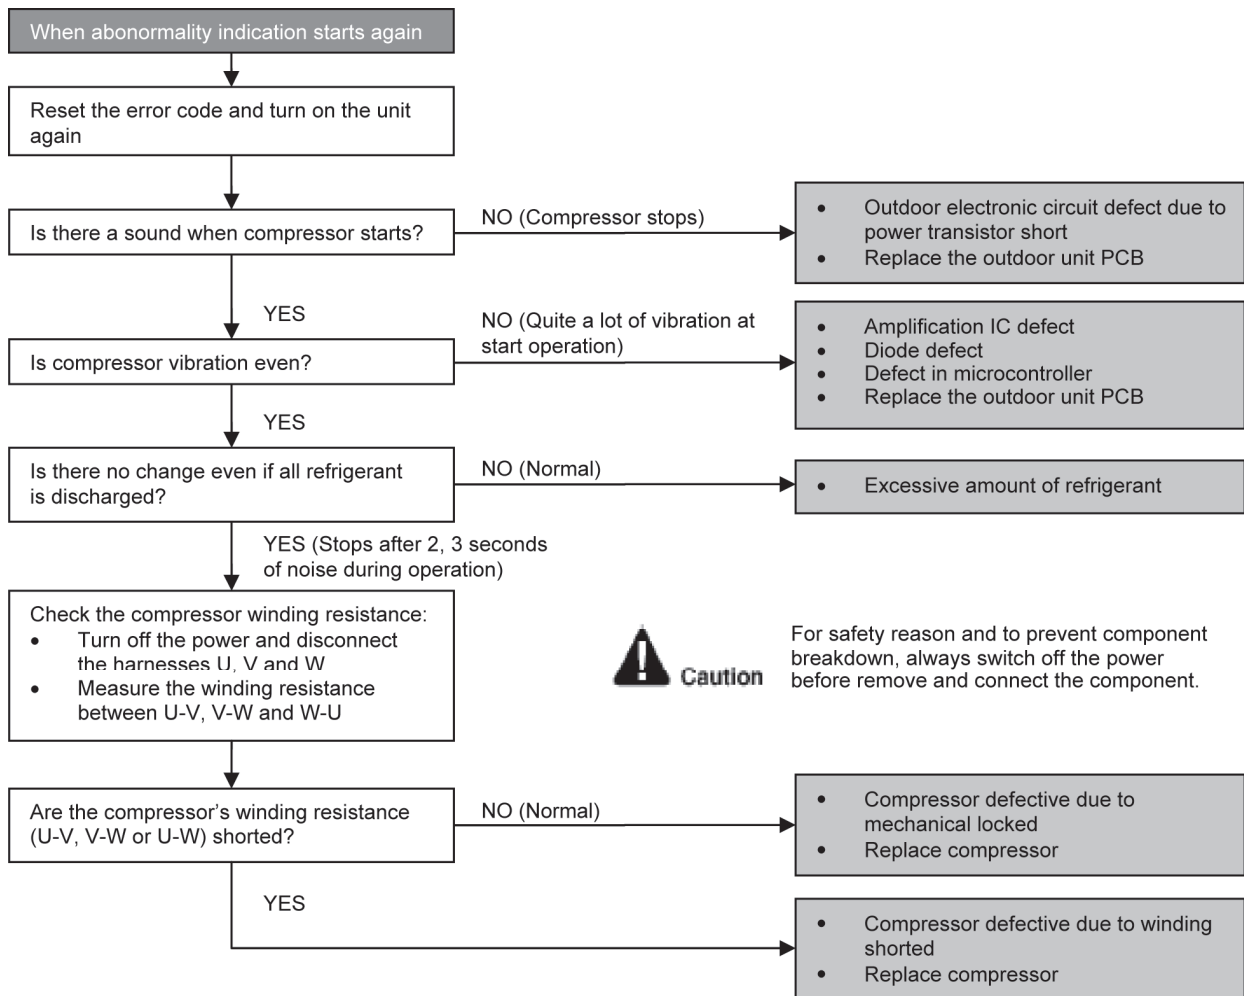 When abonormality indication starts again
Reset the error code and turn on the unit
again
Is there a sound when compressor starts?
NO (Compressor stops)
• Outdoor electronic circuit defect due to
power transistor short
• Replace the outdoor unit PCB
YES
Is compressor vibration even?
NO (Quite a lot of vibration at
start operation)
• Amplification IC defect
• Diode defect
• Defect in microcontroller
• Replace the outdoor unit PCB
YES
Is there no change even if all refrigerant
is discharged?
NO (Normal)
• Excessive amount of refrigerant
YES (Stops after 2, 3 seconds
of noise during operation)
Check the compressor winding resistance:
• Turn off the power and disconnect
the harnesses U, V and W
• Measure the winding resistance
between U-V, V-W and W-U
Caution
For safety reason and to prevent component
breakdown, always switch off the power
before remove and connect the component.
Are the compressor’s winding resistance
(U-V, V-W or U-W) shorted?
NO (Normal)
• Compressor defective due to
mechanical locked
• Replace compressor
YES
• Compressor defective due to winding
shorted
• Replace compressor